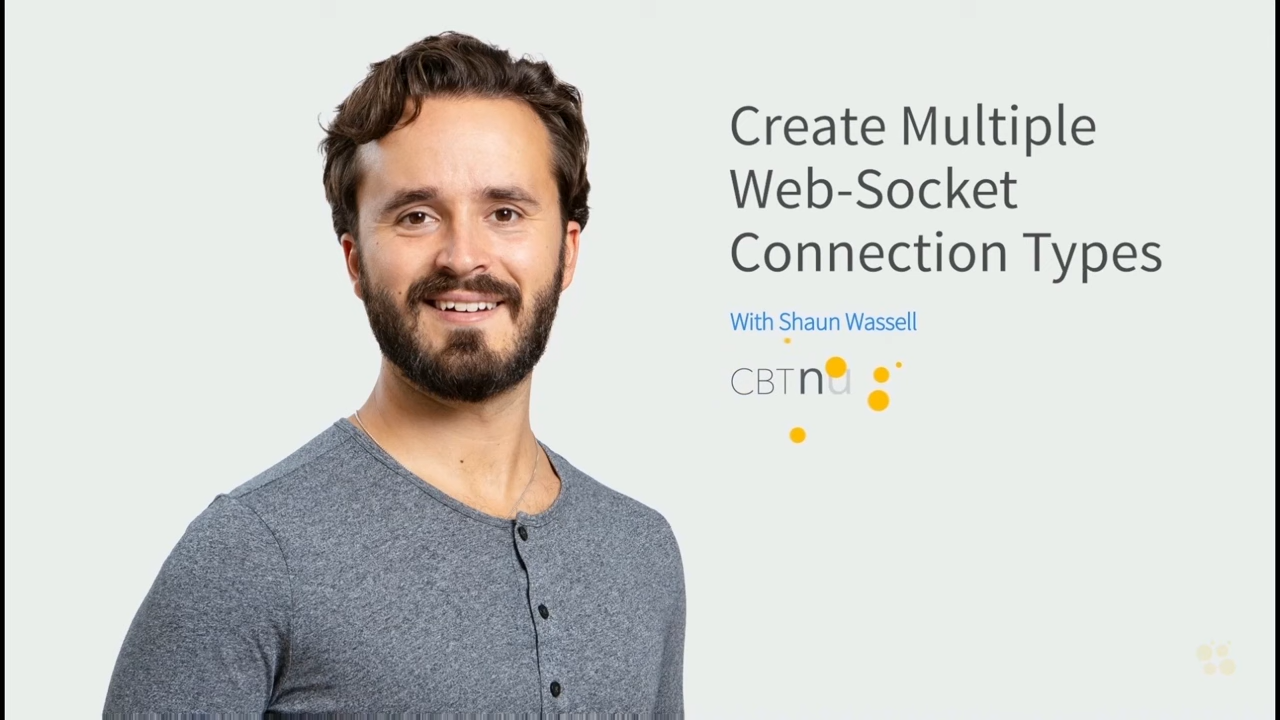 Create Multiple
Web-Socket
Connection Types
With Shaun Wassell
CBTnu